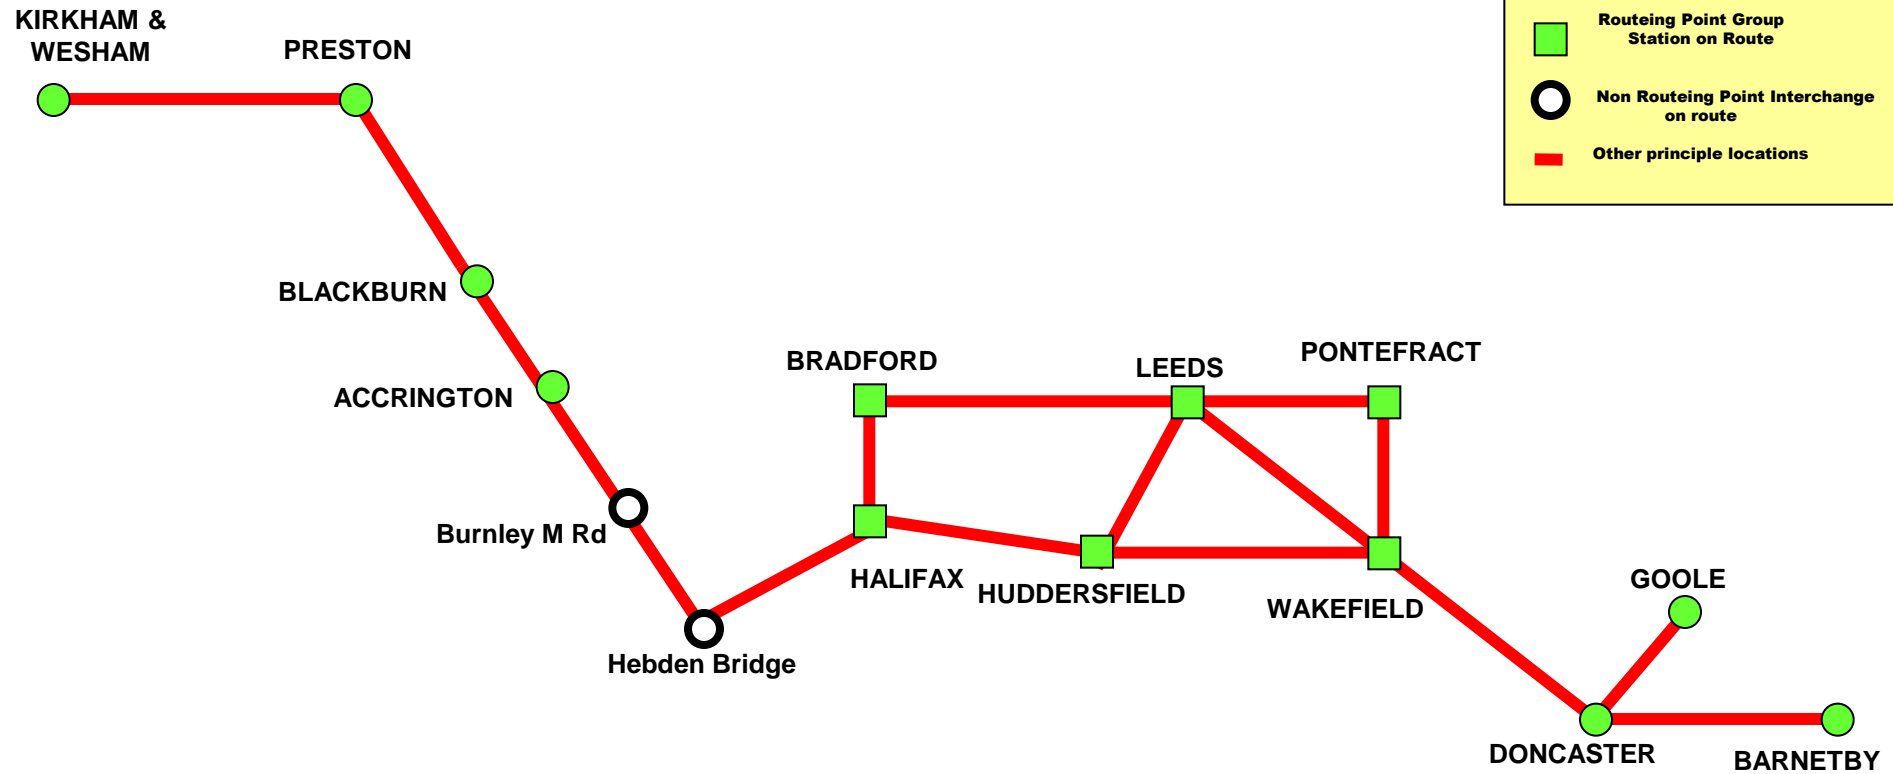 KIRKHAM &
WESHAM
PRESTON
Routeing Point Group
Station on Route
Non Routeing Point Interchange
on route
Other principle locations
BLACKBURN
ACCRINGTON
BRADFORD
LEEDS
PONTEFRACT
Burnley M Rd
HALIFAX
HUDDERSFIELD
WAKEFIELD
GOOLE
Hebden Bridge
DONCASTER
BARNETBY